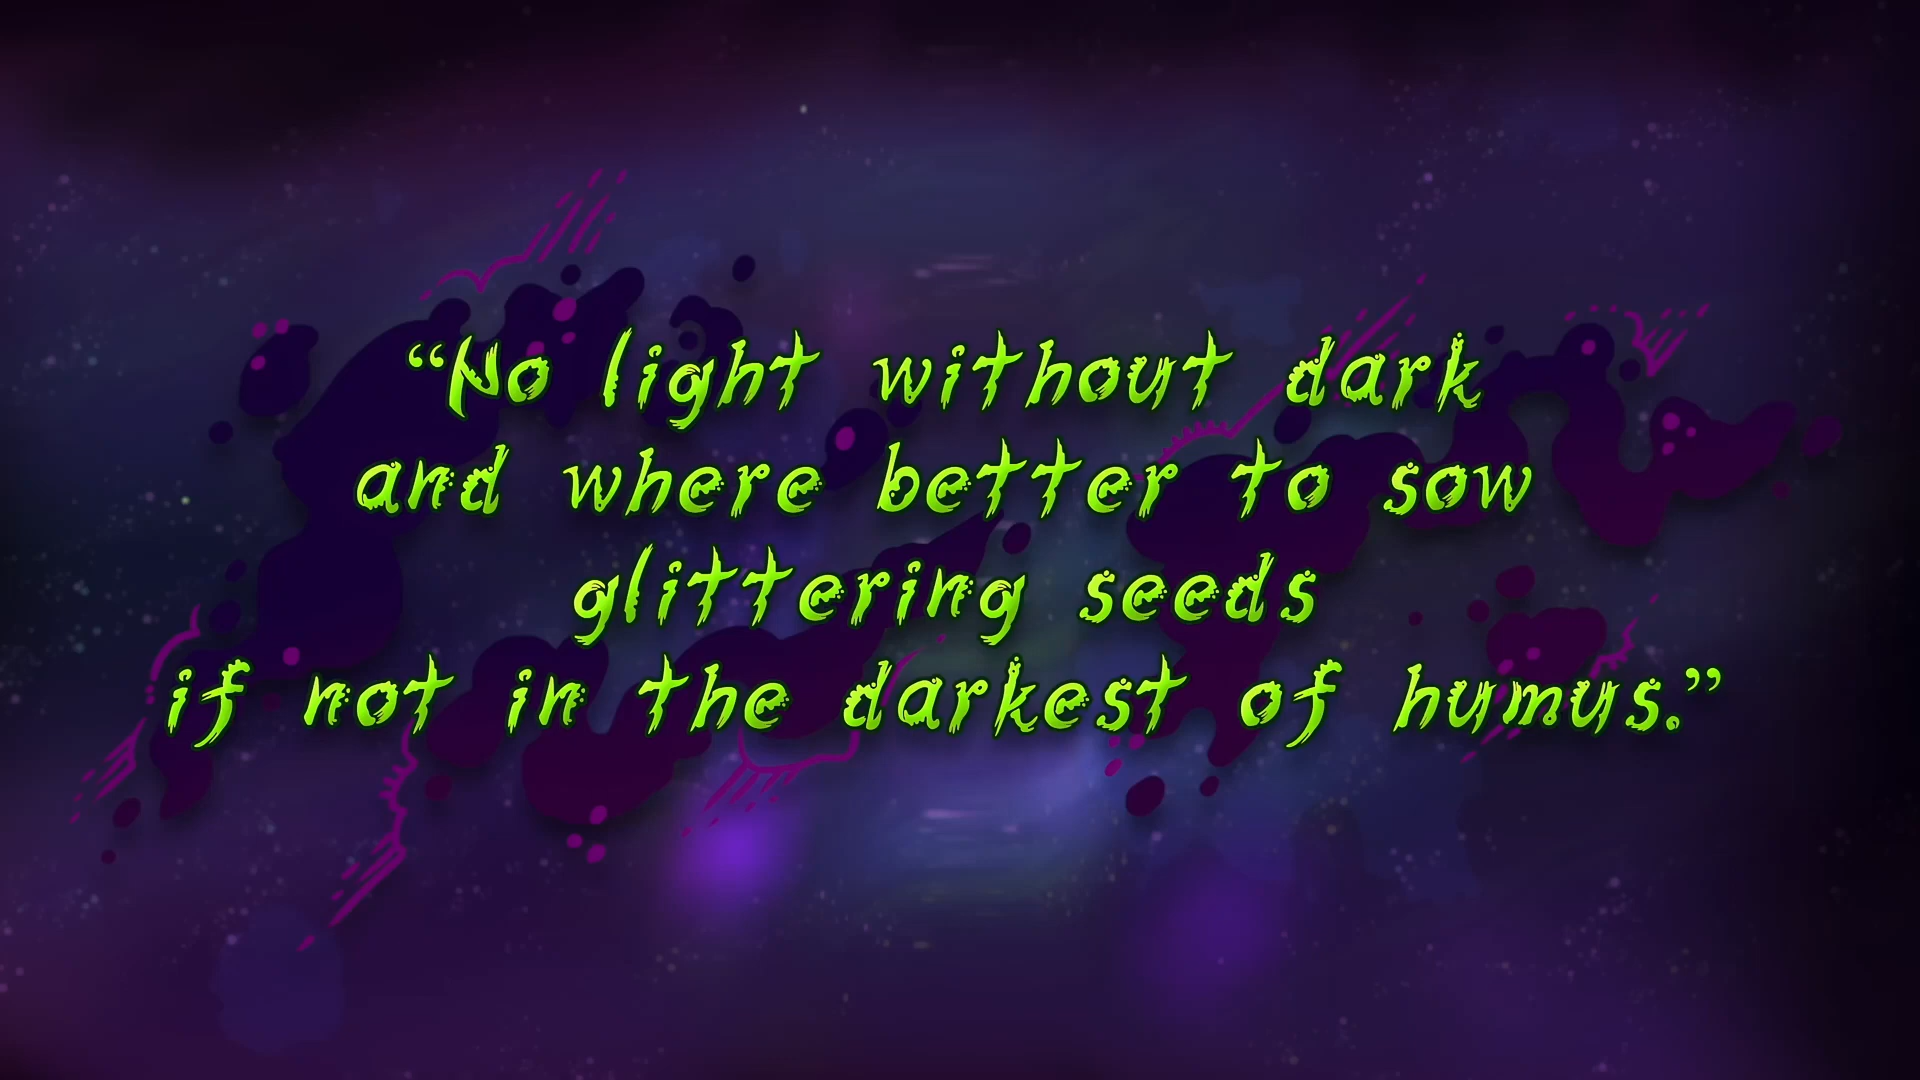 “No light without dark
and where better to sow
glittering seeds
if not in the darkest of humus.”